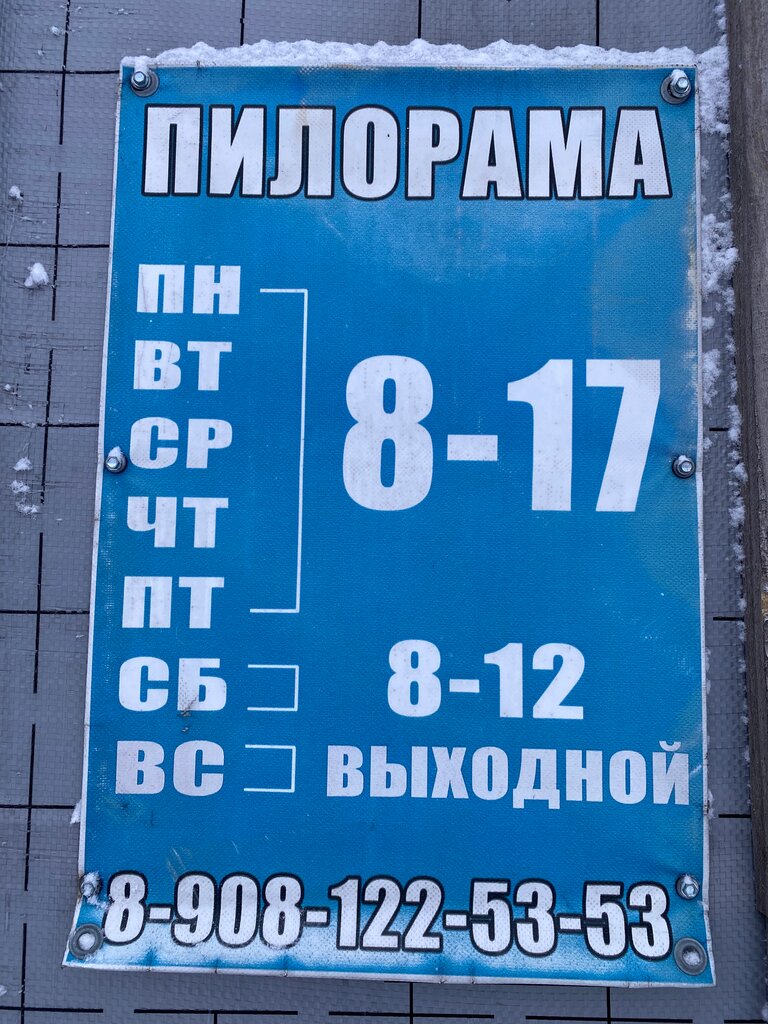 ПИЛОРАМА
ПН
ВТ
СР
ЧТ
ПТ
8-17
СБ 8-12
ВС ВЫХОДНОЙ
8-908-122-53-53